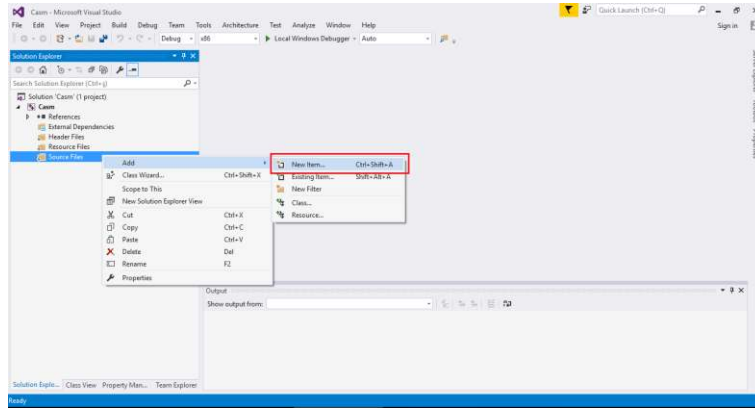 Casm - Microsoft Visual Studio
Quick Launch (Ctrl+Q)
File Edit View Project Build Debug Team Tools Architecture Test Analyze Window Help
Sign in
Debug x86 Local Windows Debugger Auto
Solution Explorer
Search Solution Explorer (Ctrl+ş)
Solution 'Casm' (1 project)
Casm
References
External Dependencies
Header Files
Resource Files
Source Files
Add
Class Wizard... Ctrl+Shift+X
Scope to This
New Solution Explorer View
Cut Ctrl+X
Copy Ctrl+C
Paste Ctrl+V
Delete Del
Rename F2
Properties
New Item... Ctrl+Shift+A
Existing Item... Shift+Alt+A
New Filter
Class...
Resource...
Output
Show output from:
Solution Explo... Class View Property Man... Team Explorer
Ready